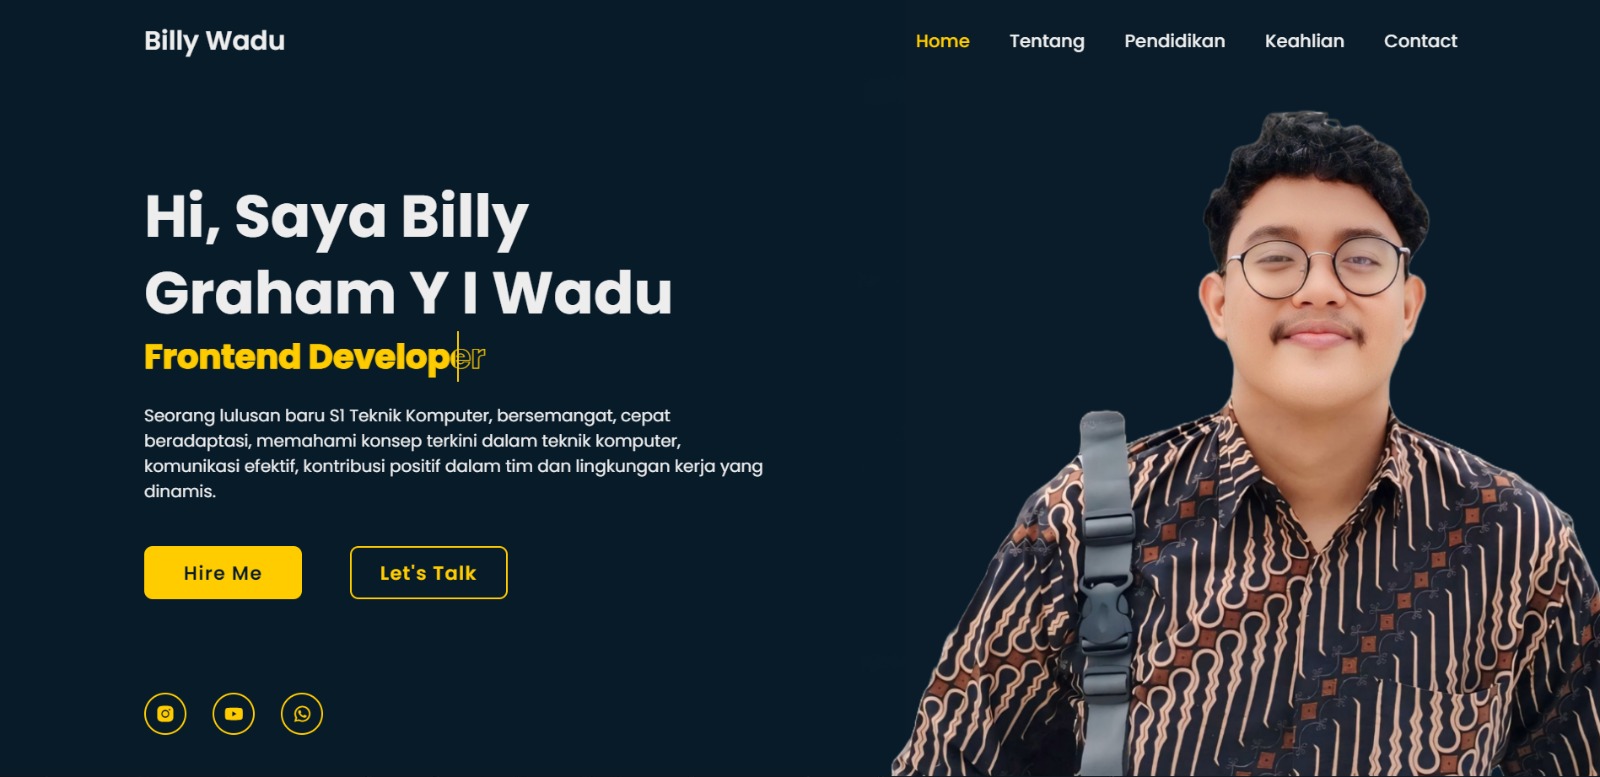 Billy Wadu
Home Tentang Pendidikan Keahlian Contact
Hi, Saya Billy
Graham Y I Wadu
Frontend Developer
Seorang lulusan baru S1 Teknik Komputer, bersemangat, cepat
beradaptasi, memahami konsep terkini dalam teknik komputer,
komunikasi efektif, kontribusi positif dalam tim dan lingkungan kerja yang
dinamis.
Hire Me
Let's Talk